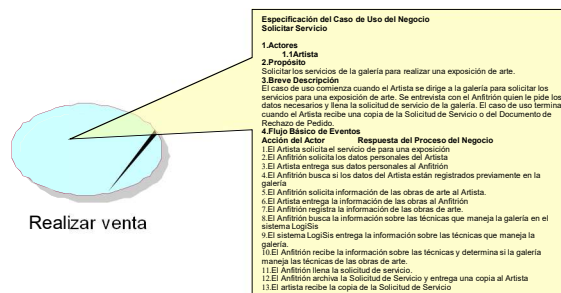 Especificación del Caso de Uso del Negocio
Solicitar Servicio
1.Actores
1.1Artista
2.Propósito
Solicitar los servicios de la galería para realizar una exposición de arte.
3.Breve Descripción
El caso de uso comienza cuando el Artista se dirige a la galería para solicitar los
servicios para una exposición de arte. Se entrevista con el Anfitrión quien le pide los
datos necesarios y llena la solicitud de servicio de la galería. El caso de uso termina
cuando el Artista recibe una copia de la Solicitud de Servicio o del Documento de
Rechazo de Pedido.
4.Flujo Básico de Eventos
Acción del Actor Respuesta del Proceso del Negocio
1.El Artista solicita el servicio de para una exposición
2.El Anfitrión solicita los datos personales del Artista
3.El Artista entrega sus datos personales al Anfitrión
4.El Anfitrión busca si los datos del Artista están registrados previamente en la
galería
5.El Anfitrión solicita información de las obras de arte al Artista.
6.El Artista entrega la información de las obras al Anfitrión
7.El Anfitrión registra la información de las obras de arte.
8.El Anfitrión busca la información sobre las técnicas que maneja la galería en el
sistema LogiSis
9.El sistema LogiSis entrega la información sobre las técnicas que maneja la
galería.
10.El Anfitrión recibe la información sobre las técnicas y determina si la galería
maneja las técnicas de las obras de arte.
11.El Anfitrión llena la solicitud de servicio.
12.El Anfitrión archiva la Solicitud de Servicio y entrega una copia al Artista
13.El artista recibe la copia de la Solicitud de Servicio
Realizar venta